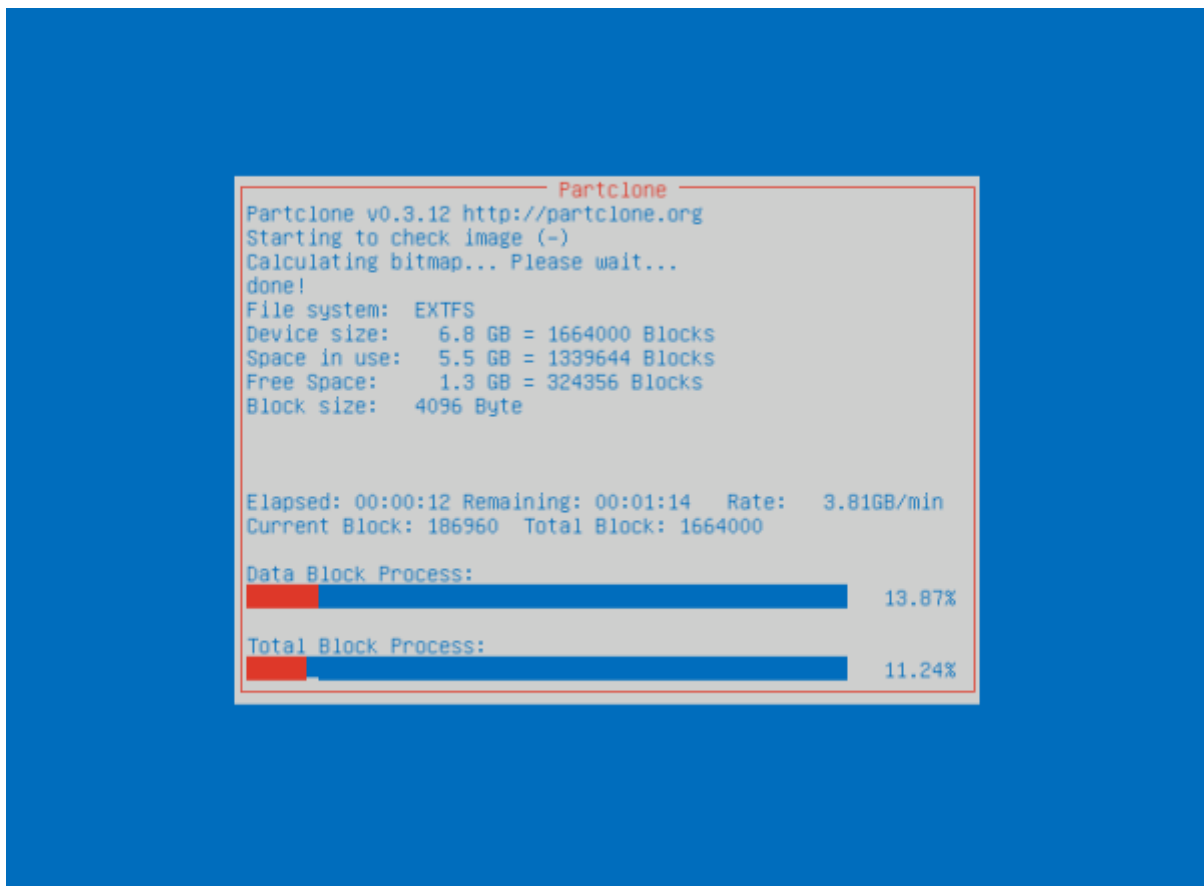 Partclone
Partclone v0.3.12 http://partclone.org
Starting to check image (-)
Calculating bitmap... Please wait...
done!
File system: EXTFS
Device size: 6.8 GB = 1664000 Blocks
Space in use: 5.5 GB = 1339644 Blocks
Free Space: 1.3 GB = 324356 Blocks
Block size: 4096 Byte
Elapsed: 00:00:12 Remaining: 00:01:14 Rate: 3.81GB/min
Current Block: 186960 Total Block: 1664000
Data Block Process:
13.87%
Total Block Process:
11.24%